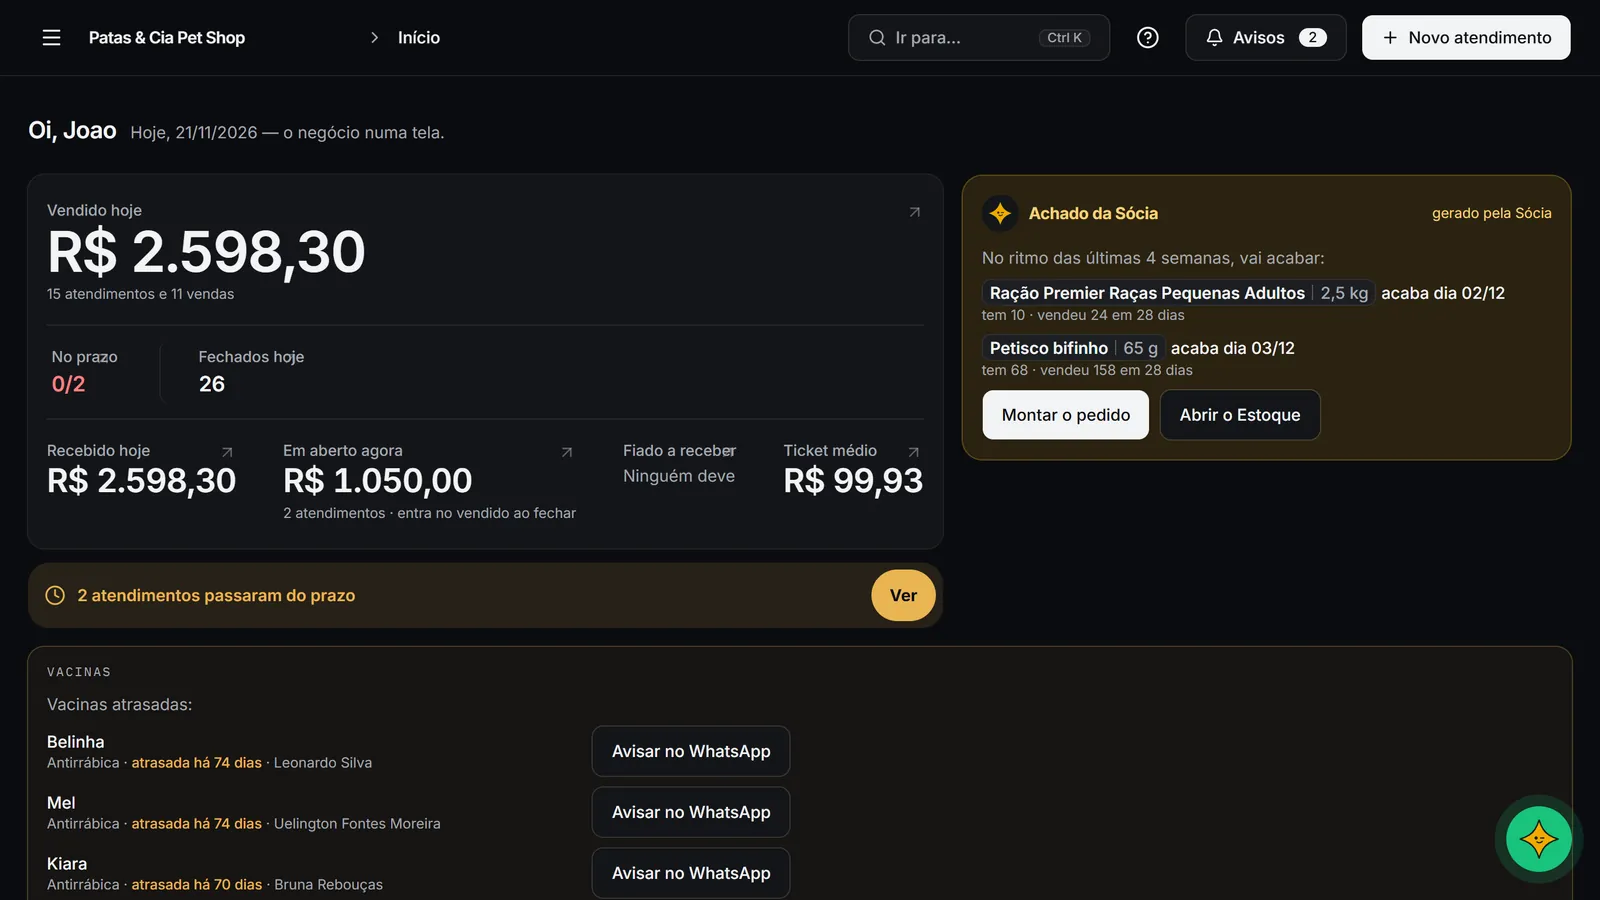 Patas & Cia Pet Shop
Início
Ir para...
Ctrl K
Avisos
2
Novo atendimento
Oi, Joao
Hoje, 21/11/2026 — o negócio numa tela.
Vendido hoje
R$ 2.598,30
15 atendimentos e 11 vendas
No prazo
0/2
Fechados hoje
26
Recebido hoje
R$ 2.598,30
Em aberto agora
R$ 1.050,00
2 atendimentos · entra no vendido ao fechar
Fiado a receber
Ninguém deve
Ticket médio
R$ 99,93
Achado da Sócia
gerado pela Sócia
No ritmo das últimas 4 semanas, vai acabar:
Ração Premier Raças Pequenas Adultos | 2,5 kg acaba dia 02/12
tem 10 · vendeu 24 em 28 dias
Petisco bifinho | 65 g acaba dia 03/12
tem 68 · vendeu 158 em 28 dias
Montar o pedido
Abrir o Estoque
2 atendimentos passaram do prazo
Ver
VACINAS
Vacinas atrasadas:
Belinha
Antirrábica · atrasada há 74 dias · Leonardo Silva
Avisar no WhatsApp
Mel
Antirrábica · atrasada há 74 dias · Uelington Fontes Moreira
Avisar no WhatsApp
Kiara
Antirrábica · atrasada há 70 dias · Bruna Rebouças
Avisar no WhatsApp